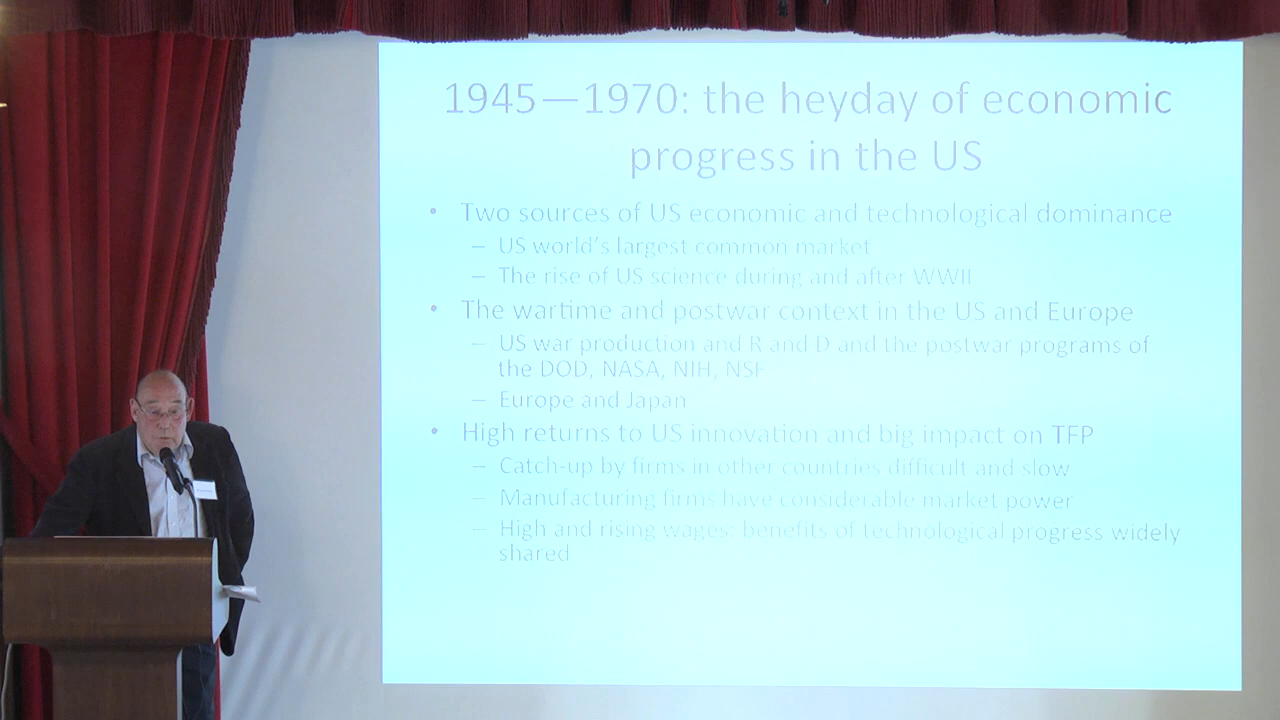 1945—1970: the heyday of economic
progress in the US
• Two sources of US economic and technological dominance
– US world's largest common market
– The rise of US science during and after WWII
• The wartime and postwar context in the US and Europe
– US war production and R and D and the postwar programs of
the DOD, NASA, NIH, NSF
– Europe and Japan
• High returns to US innovation and big impact on TFP
– Catch-up by firms in other countries difficult and slow
– Manufacturing firms have considerable market power
– High and rising wages: benefits of technological progress widely
shared